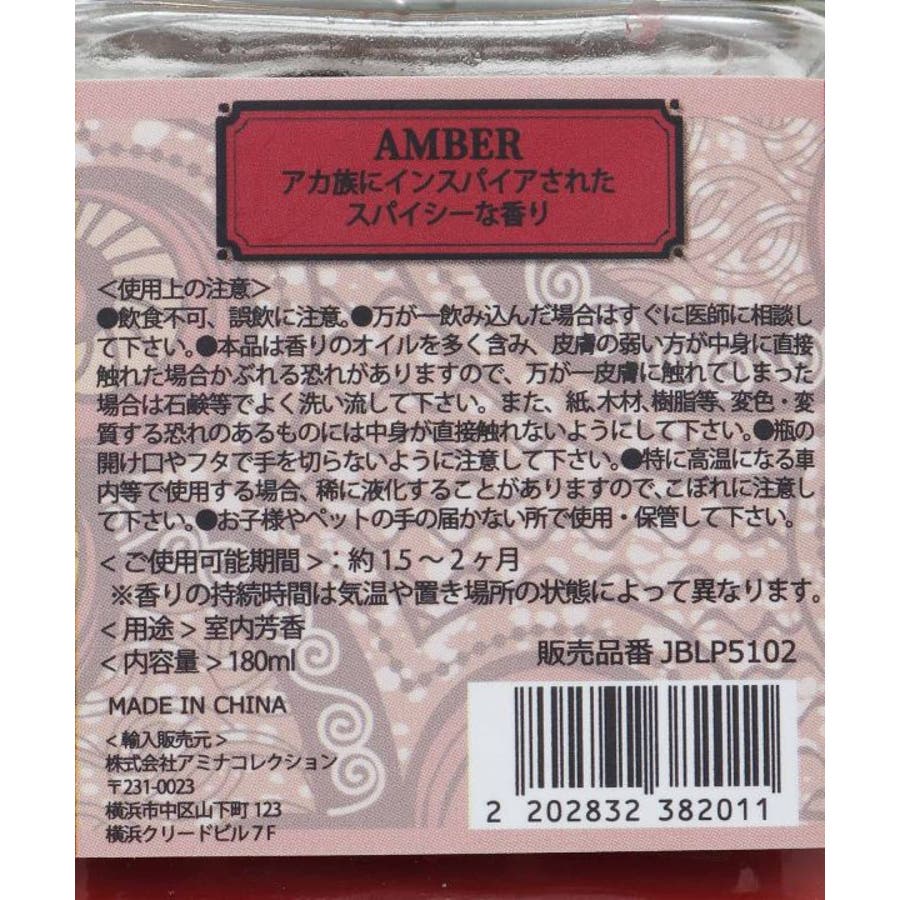 AMBER
アカ族にインスパイアされた
スパイシーな香り
＜使用上の注意＞
●飲食不可、誤飲に注意。●万が一飲み込んだ場合はすぐに医師に相談し
て下さい。●本品は香りのオイルを多く含み、皮膚の弱い方が中身に直接
触れた場合かぶれる恐れがありますので、万が一皮膚に触れてしまった
場合は石鹸等でよく洗い流して下さい。また、紙、木材、樹脂等、変色・変
質する恐れのあるものには中身が直接触れないようにして下さい。●瓶の
開け口やフタで手を切らないように注意して下さい。●特に高温になる車
内等で使用する場合、稀に液化することがありますので、こぼれに注意し
て下さい。●お子様やペットの手の届かない所で使用・保管して下さい。
< ご使用可能期間 >：約 1.5 ～ 2 ヶ月
※香りの持続時間は気温や置き場所の状態によって異なります。
< 用途 > 室内芳香
< 内容量 > 180ml
販売品番 JBLP5102
MADE IN CHINA
< 輸入販売元 >
株式会社アミナコレクション
〒231-0023
横浜市中区山下町 123
横浜クリードビル 7 F
2 202832 382011